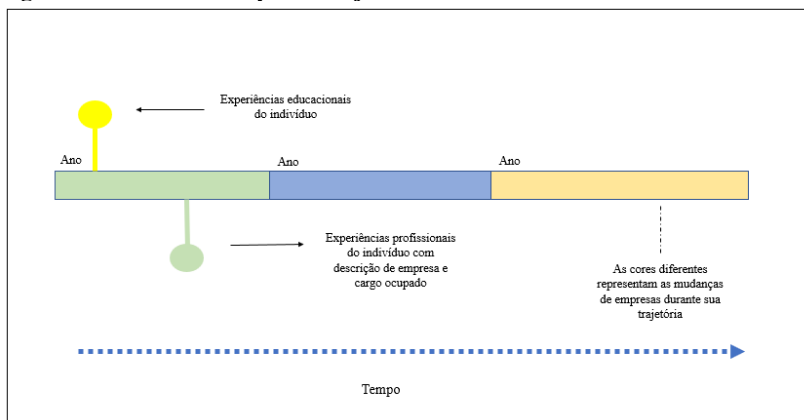 Experiências educacionais
do indivíduo
Ano
Ano
Ano
Experiências profissionais
do indivíduo com
descrição de empresa e
cargo ocupado
As cores diferentes
representam as mudanças
de empresas durante sua
trajetória
Tempo